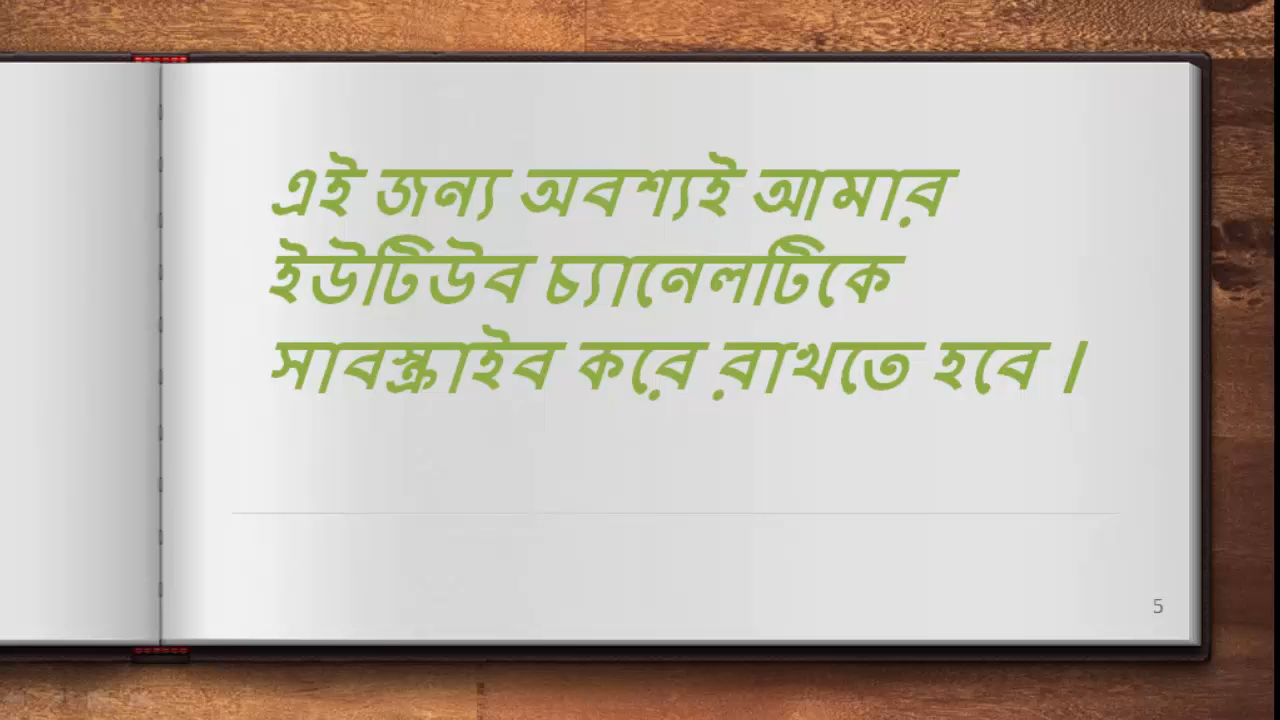 এই জন্য অবশ্যই আমার
ইউটিউব চ্যানেলটিকে
সাবস্ক্রাইব করে রাখতে হবে ।
5